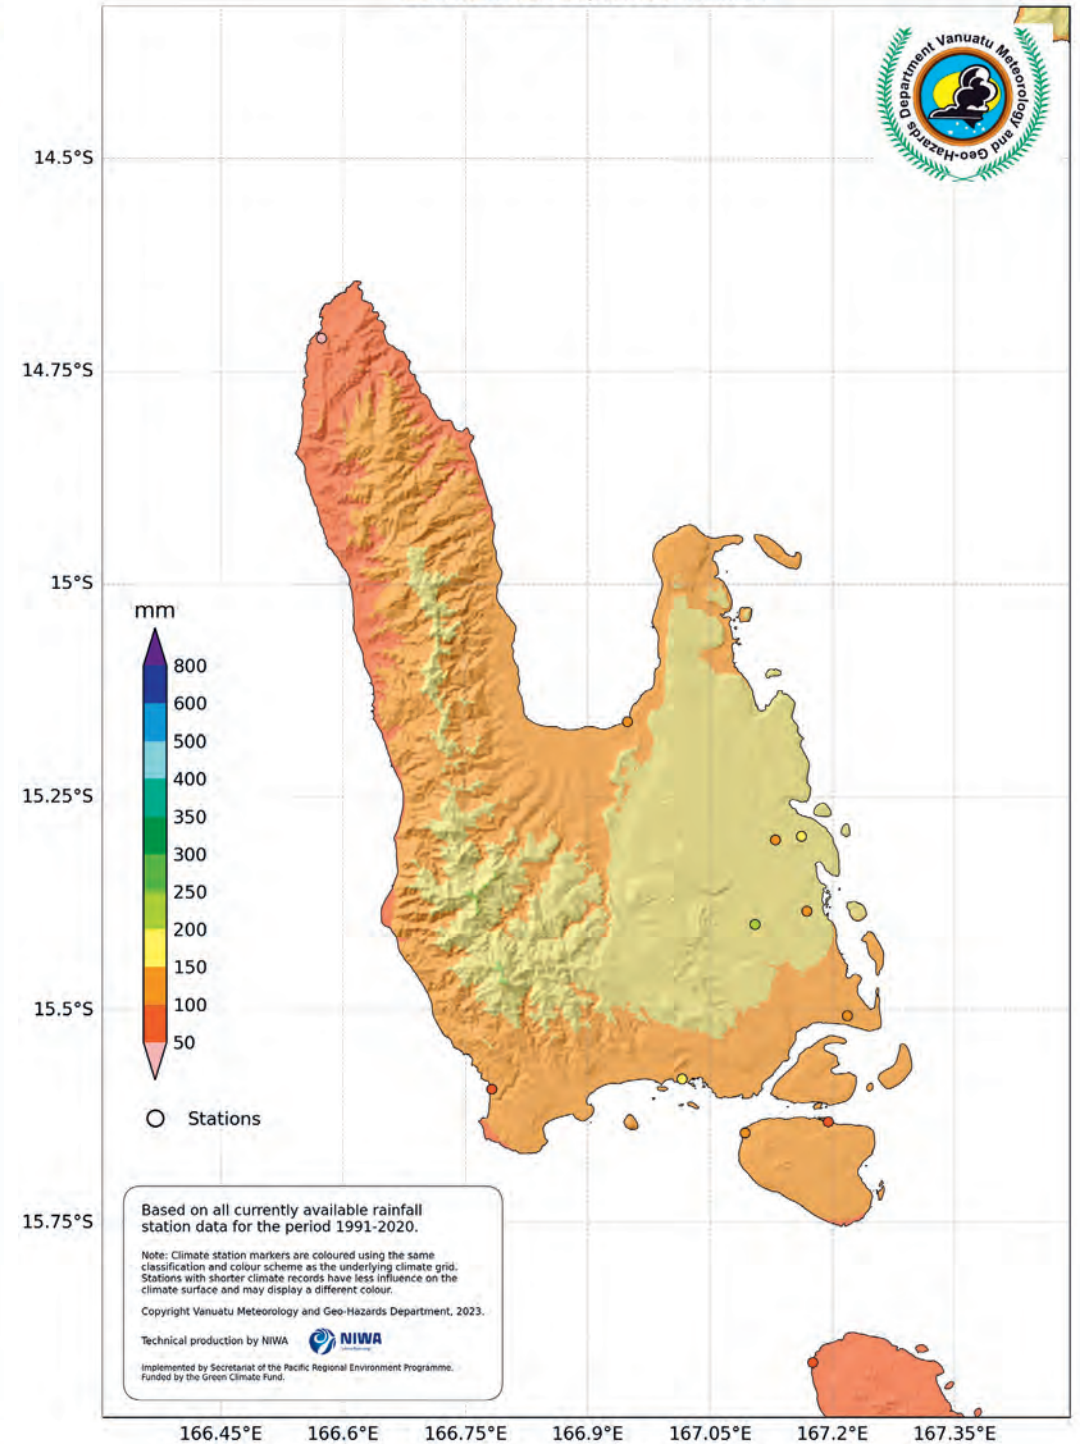 Vanuatu Meteorology and Geo-Hazards Department
14.5°S
14.75°S
15°S
15.25°S
15.5°S
15.75°S
mm
800
600
500
400
350
300
250
200
150
100
50
Stations
Based on all currently available rainfall
station data for the period 1991-2020.
Note: Climate station markers are coloured using the same
classification and colour scheme as the underlying climate grid.
Stations with shorter climate records have less influence on the
climate surface and may display a different colour.
Copyright Vanuatu Meteorology and Geo-Hazards Department, 2023.
Technical production by NIWA
NIWA
Implemented by Secretariat of the Pacific Regional Environment Programme.
Funded by the Green Climate Fund.
166.45°E 166.6°E 166.75°E 166.9°E 167.05°E 167.2°E 167.35°E